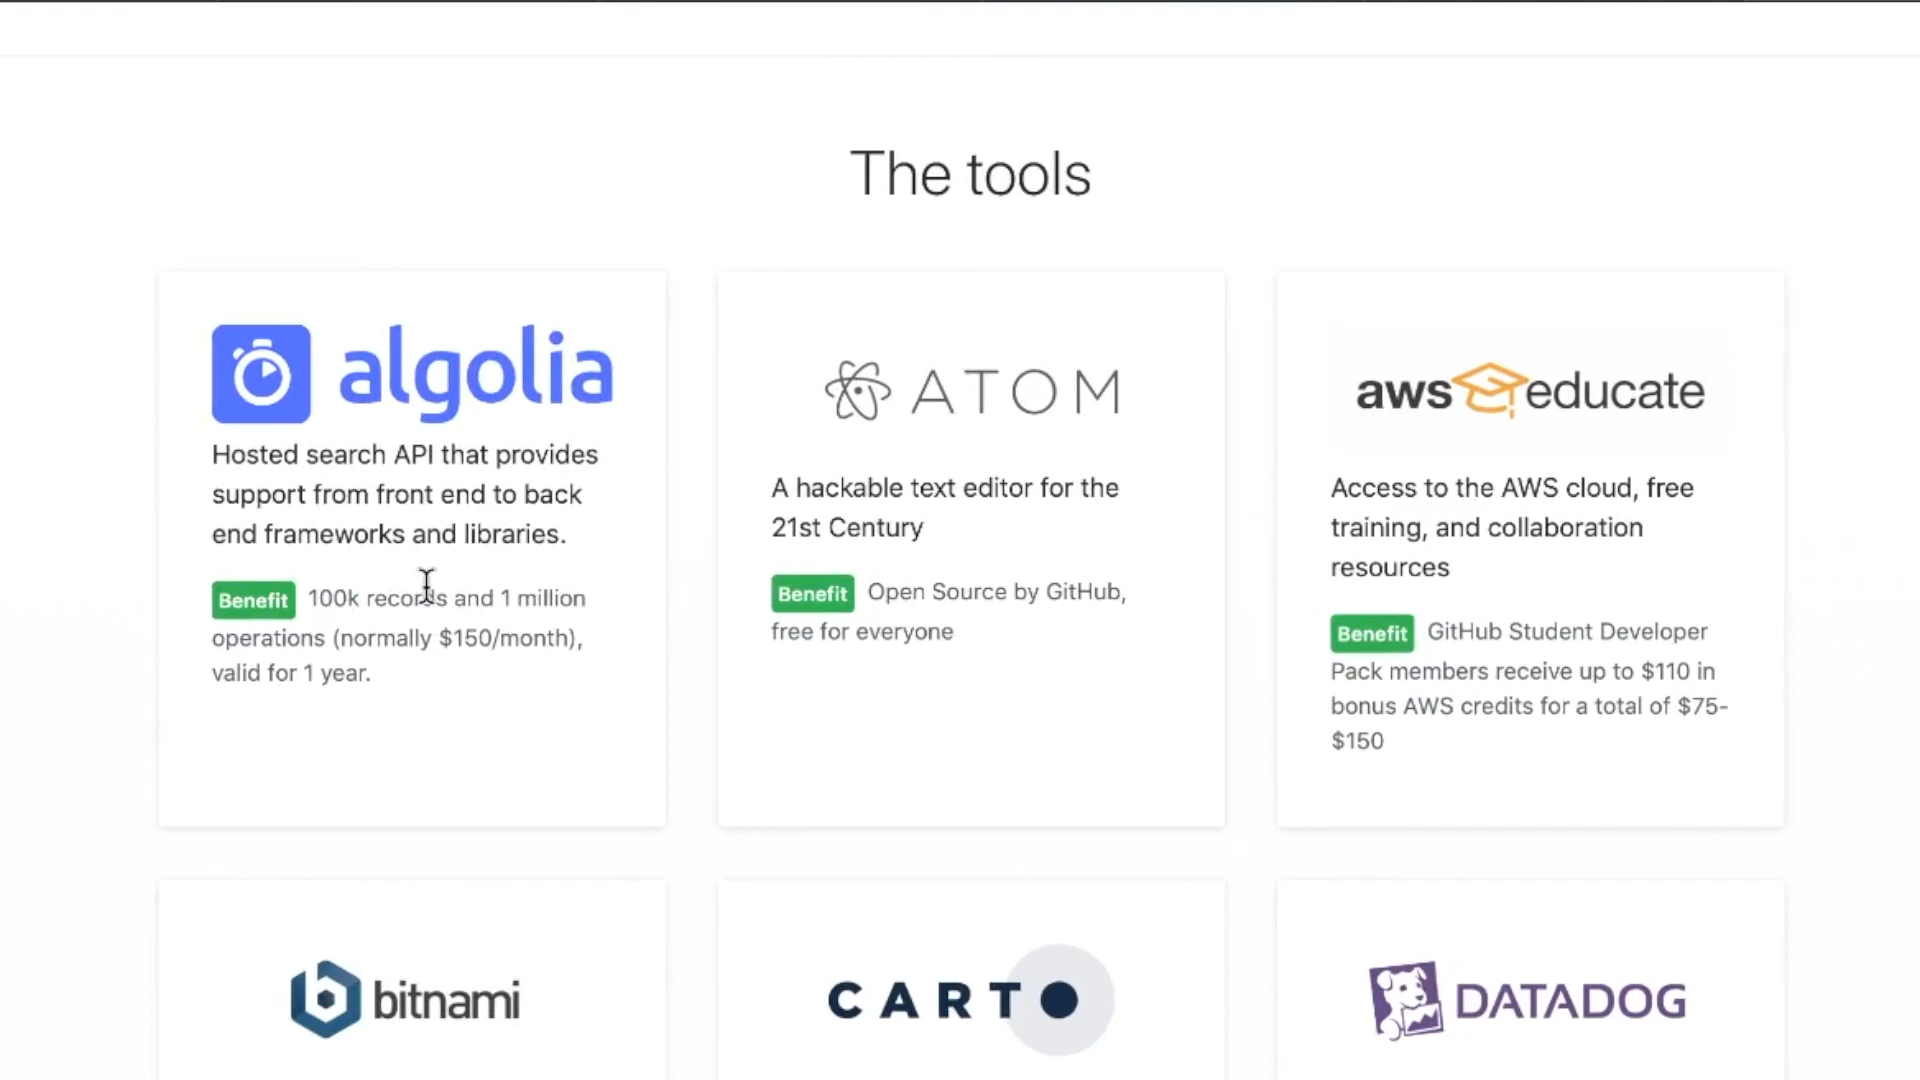 The tools
algolia
Hosted search API that provides
support from front end to back
end frameworks and libraries.
Benefit 100k records and 1 million
operations (normally $150/month),
valid for 1 year.
ATOM
A hackable text editor for the
21st Century
Benefit Open Source by GitHub,
free for everyone
aws educate
Access to the AWS cloud, free
training, and collaboration
resources
Benefit GitHub Student Developer
Pack members receive up to $110 in
bonus AWS credits for a total of $75-
$150
bitnami
CARTO
DATADOG